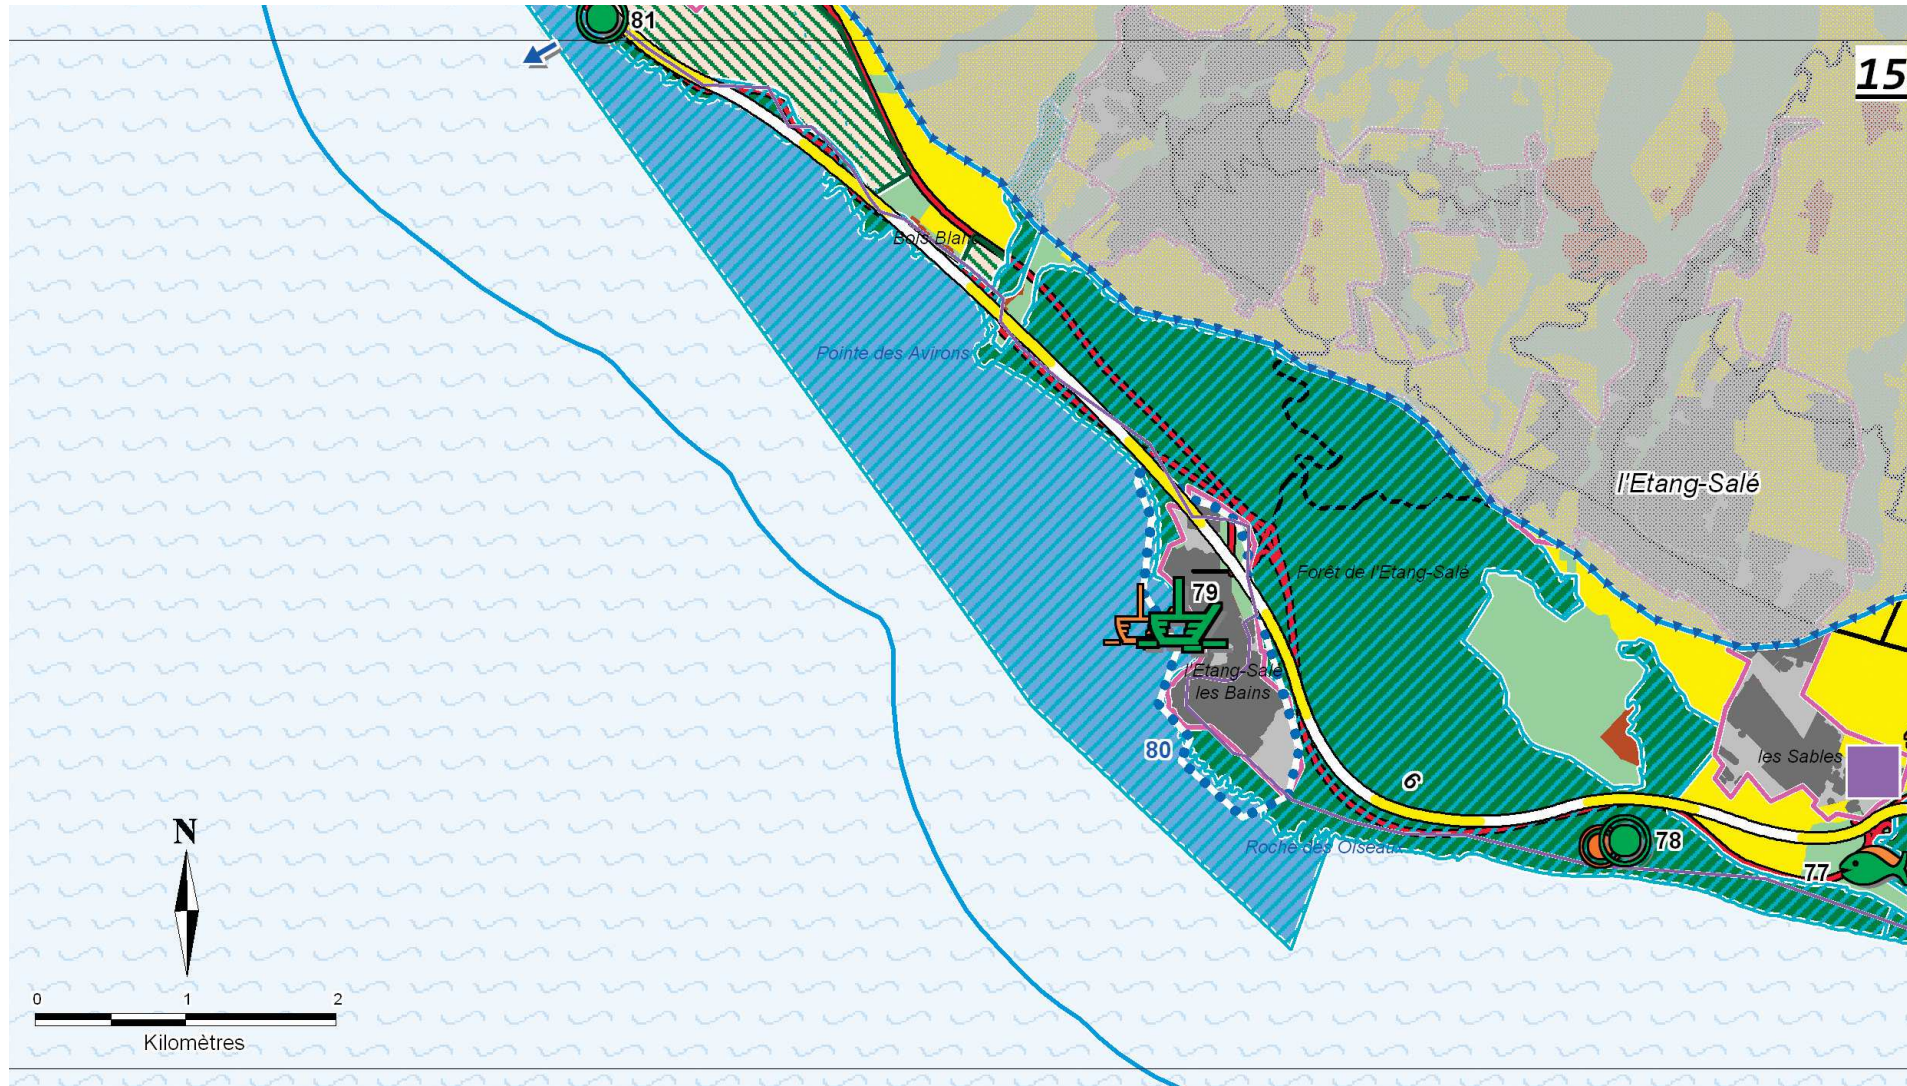 81
15
Bois Blanc
Pointe des Avirons
l'Etang-Salé
Forêt de l'Etang-Salé
79
l'Etang-Salé
les Bains
80
les Sables
6
78
Roche des Oiseaux
77
N
0 1 2
Kilomètres